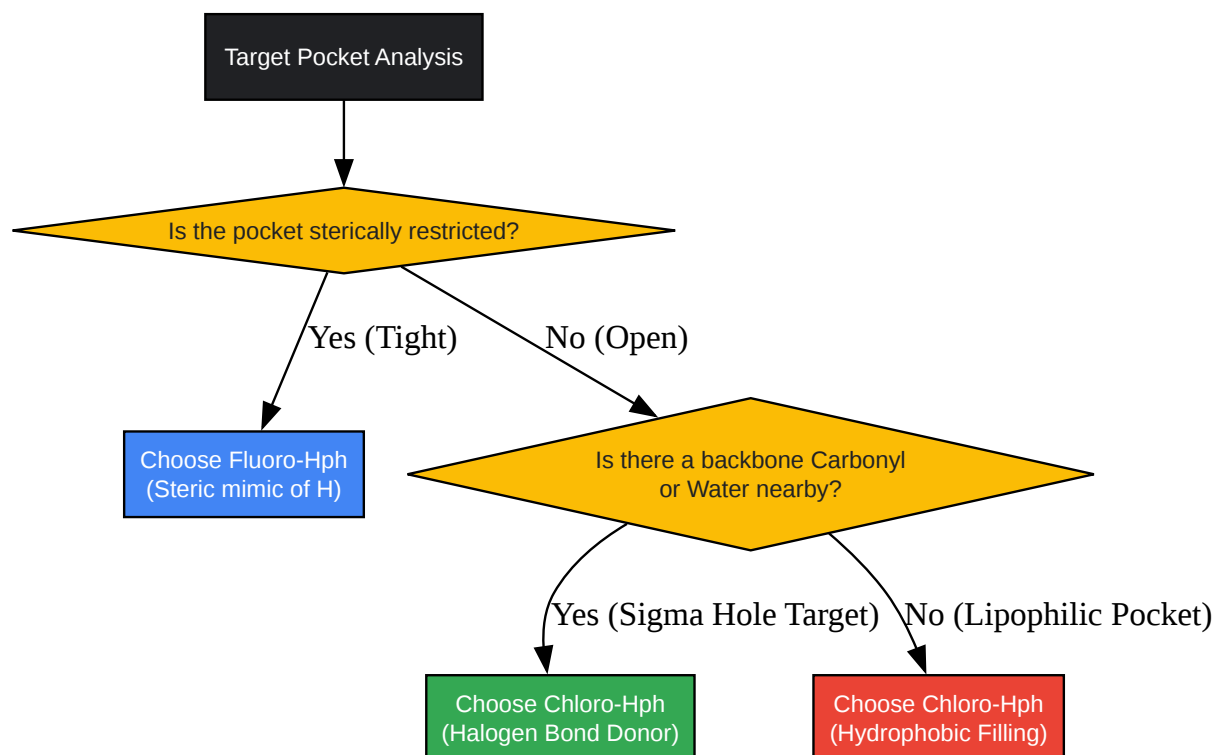 Target Pocket Analysis
Is the pocket sterically restricted?
Yes (Tight)
No (Open)
Choose Fluoro-Hph
(Steric mimic of H)
Is there a backbone Carbonyl
or Water nearby?
Yes (Sigma Hole Target)
No (Lipophilic Pocket)
Choose Chloro-Hph
(Halogen Bond Donor)
Choose Chloro-Hph
(Hydrophobic Filling)